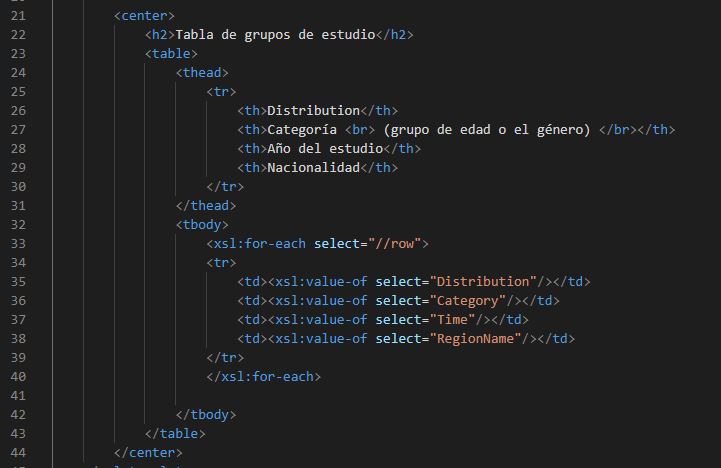 21 <center>
22 <h2>Tabla de grupos de estudio</h2>
23 <table>
24 <thead>
25 <tr>
26 <th>Distribution</th>
27 <th>Categoría <br> (grupo de edad o el género) </br></th>
28 <th>Año del estudio</th>
29 <th>Nacionalidad</th>
30 </tr>
31 </thead>
32 <tbody>
33 <xsl:for-each select="//row">
34 <tr>
35 <td><xsl:value-of select="Distribution"/></td>
36 <td><xsl:value-of select="Category"/></td>
37 <td><xsl:value-of select="Time"/></td>
38 <td><xsl:value-of select="RegionName"/></td>
39 </tr>
40 </xsl:for-each>
41
42 </tbody>
43 </table>
44 </center>